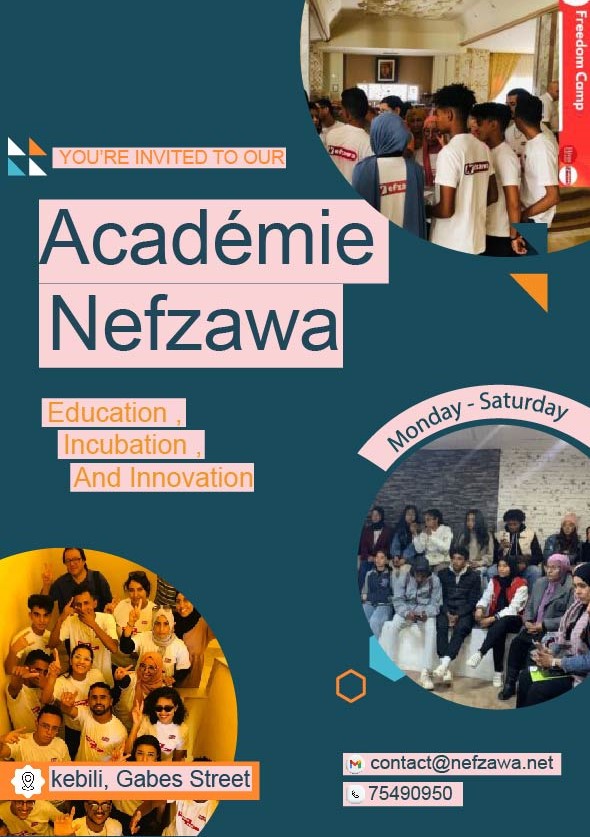 Freedom Camp
YOU'RE INVITED TO OUR
Académie
Nefzawa
Education ,
Incubation ,
And Innovation
Monday - Saturday
kebili, Gabes Street
contact@nefzawa.net
75490950